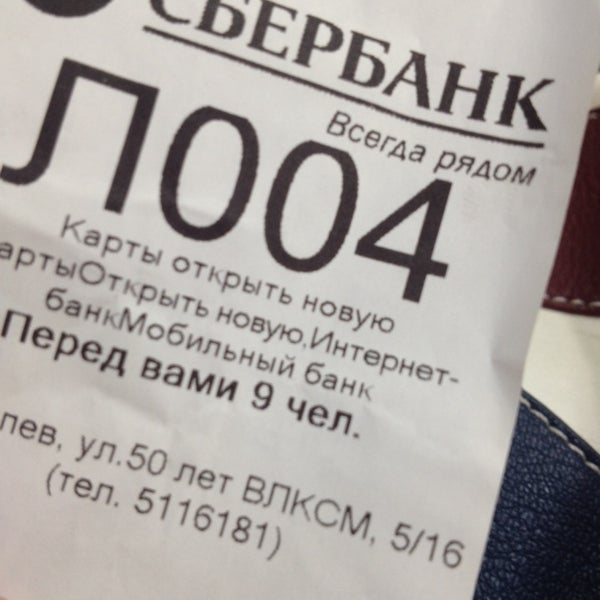 СБЕРБАНК
Всегда рядом
Л004
Карты открыть новую
артыОткрыть новую,Интернет-
банкМобильный банк
Перед вами 9 чел.
лев, ул.50 лет ВЛКСМ, 5/16
(тел. 5116181)